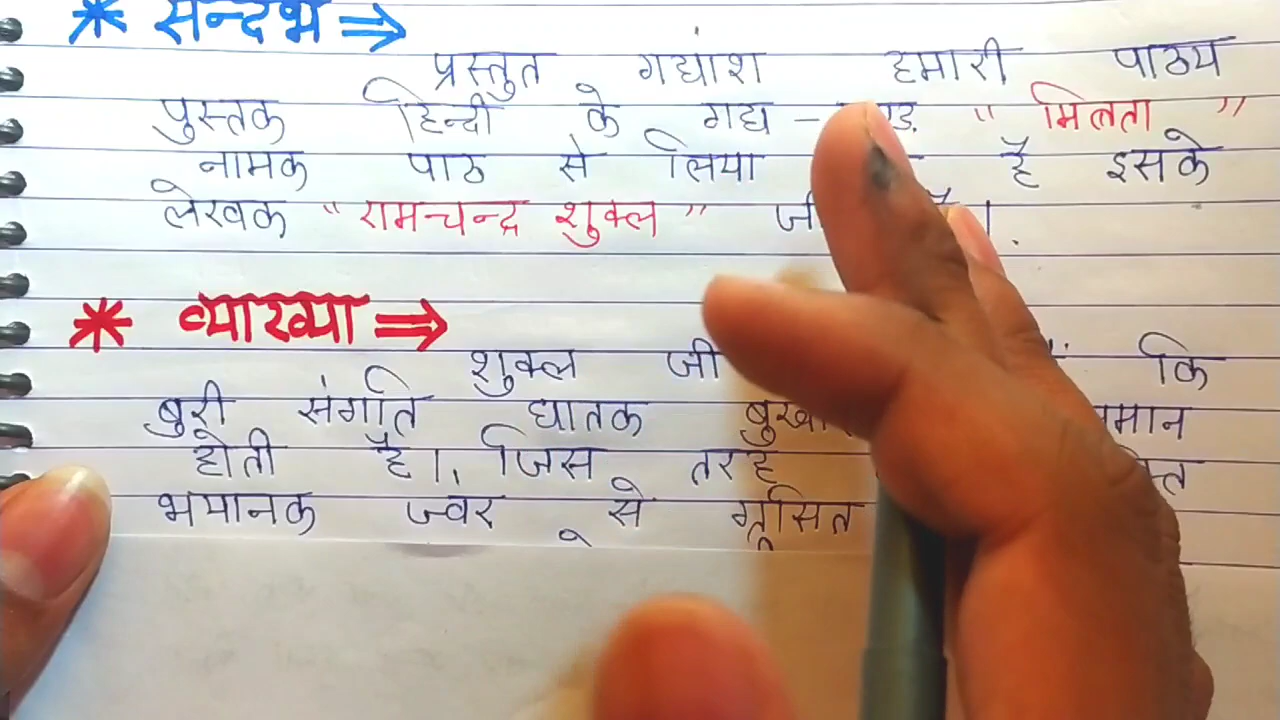 * सन्दर्भ ⇒
प्रस्तुत गद्यांश हमारी पाठ्य
पुस्तक हिन्दी के गद्य - " मित्रता "
नामक पाठ से लिया है इसके
लेखक " रामचन्द्र शुक्ल " जी
* व्याख्या ⇒
शुक्ल जी कि
बुरी संगति घातक
होती है।. जिस तरह
भयानक ज्वर से ग्रसित